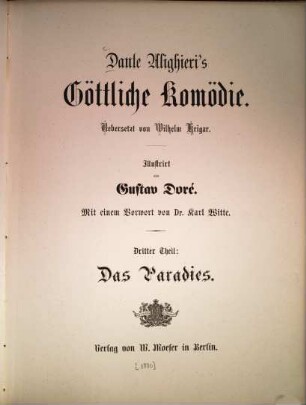 Dante Alighieri's
Göttliche Komödie.
Uebersetzt von Wilhelm Krigar.
Illustrirt
von
Gustav Doré.
Mit einem Vorwort von Dr. Karl Witte.
Dritter Theil:
Das Paradies.
Verlag von W. Moeser in Berlin.